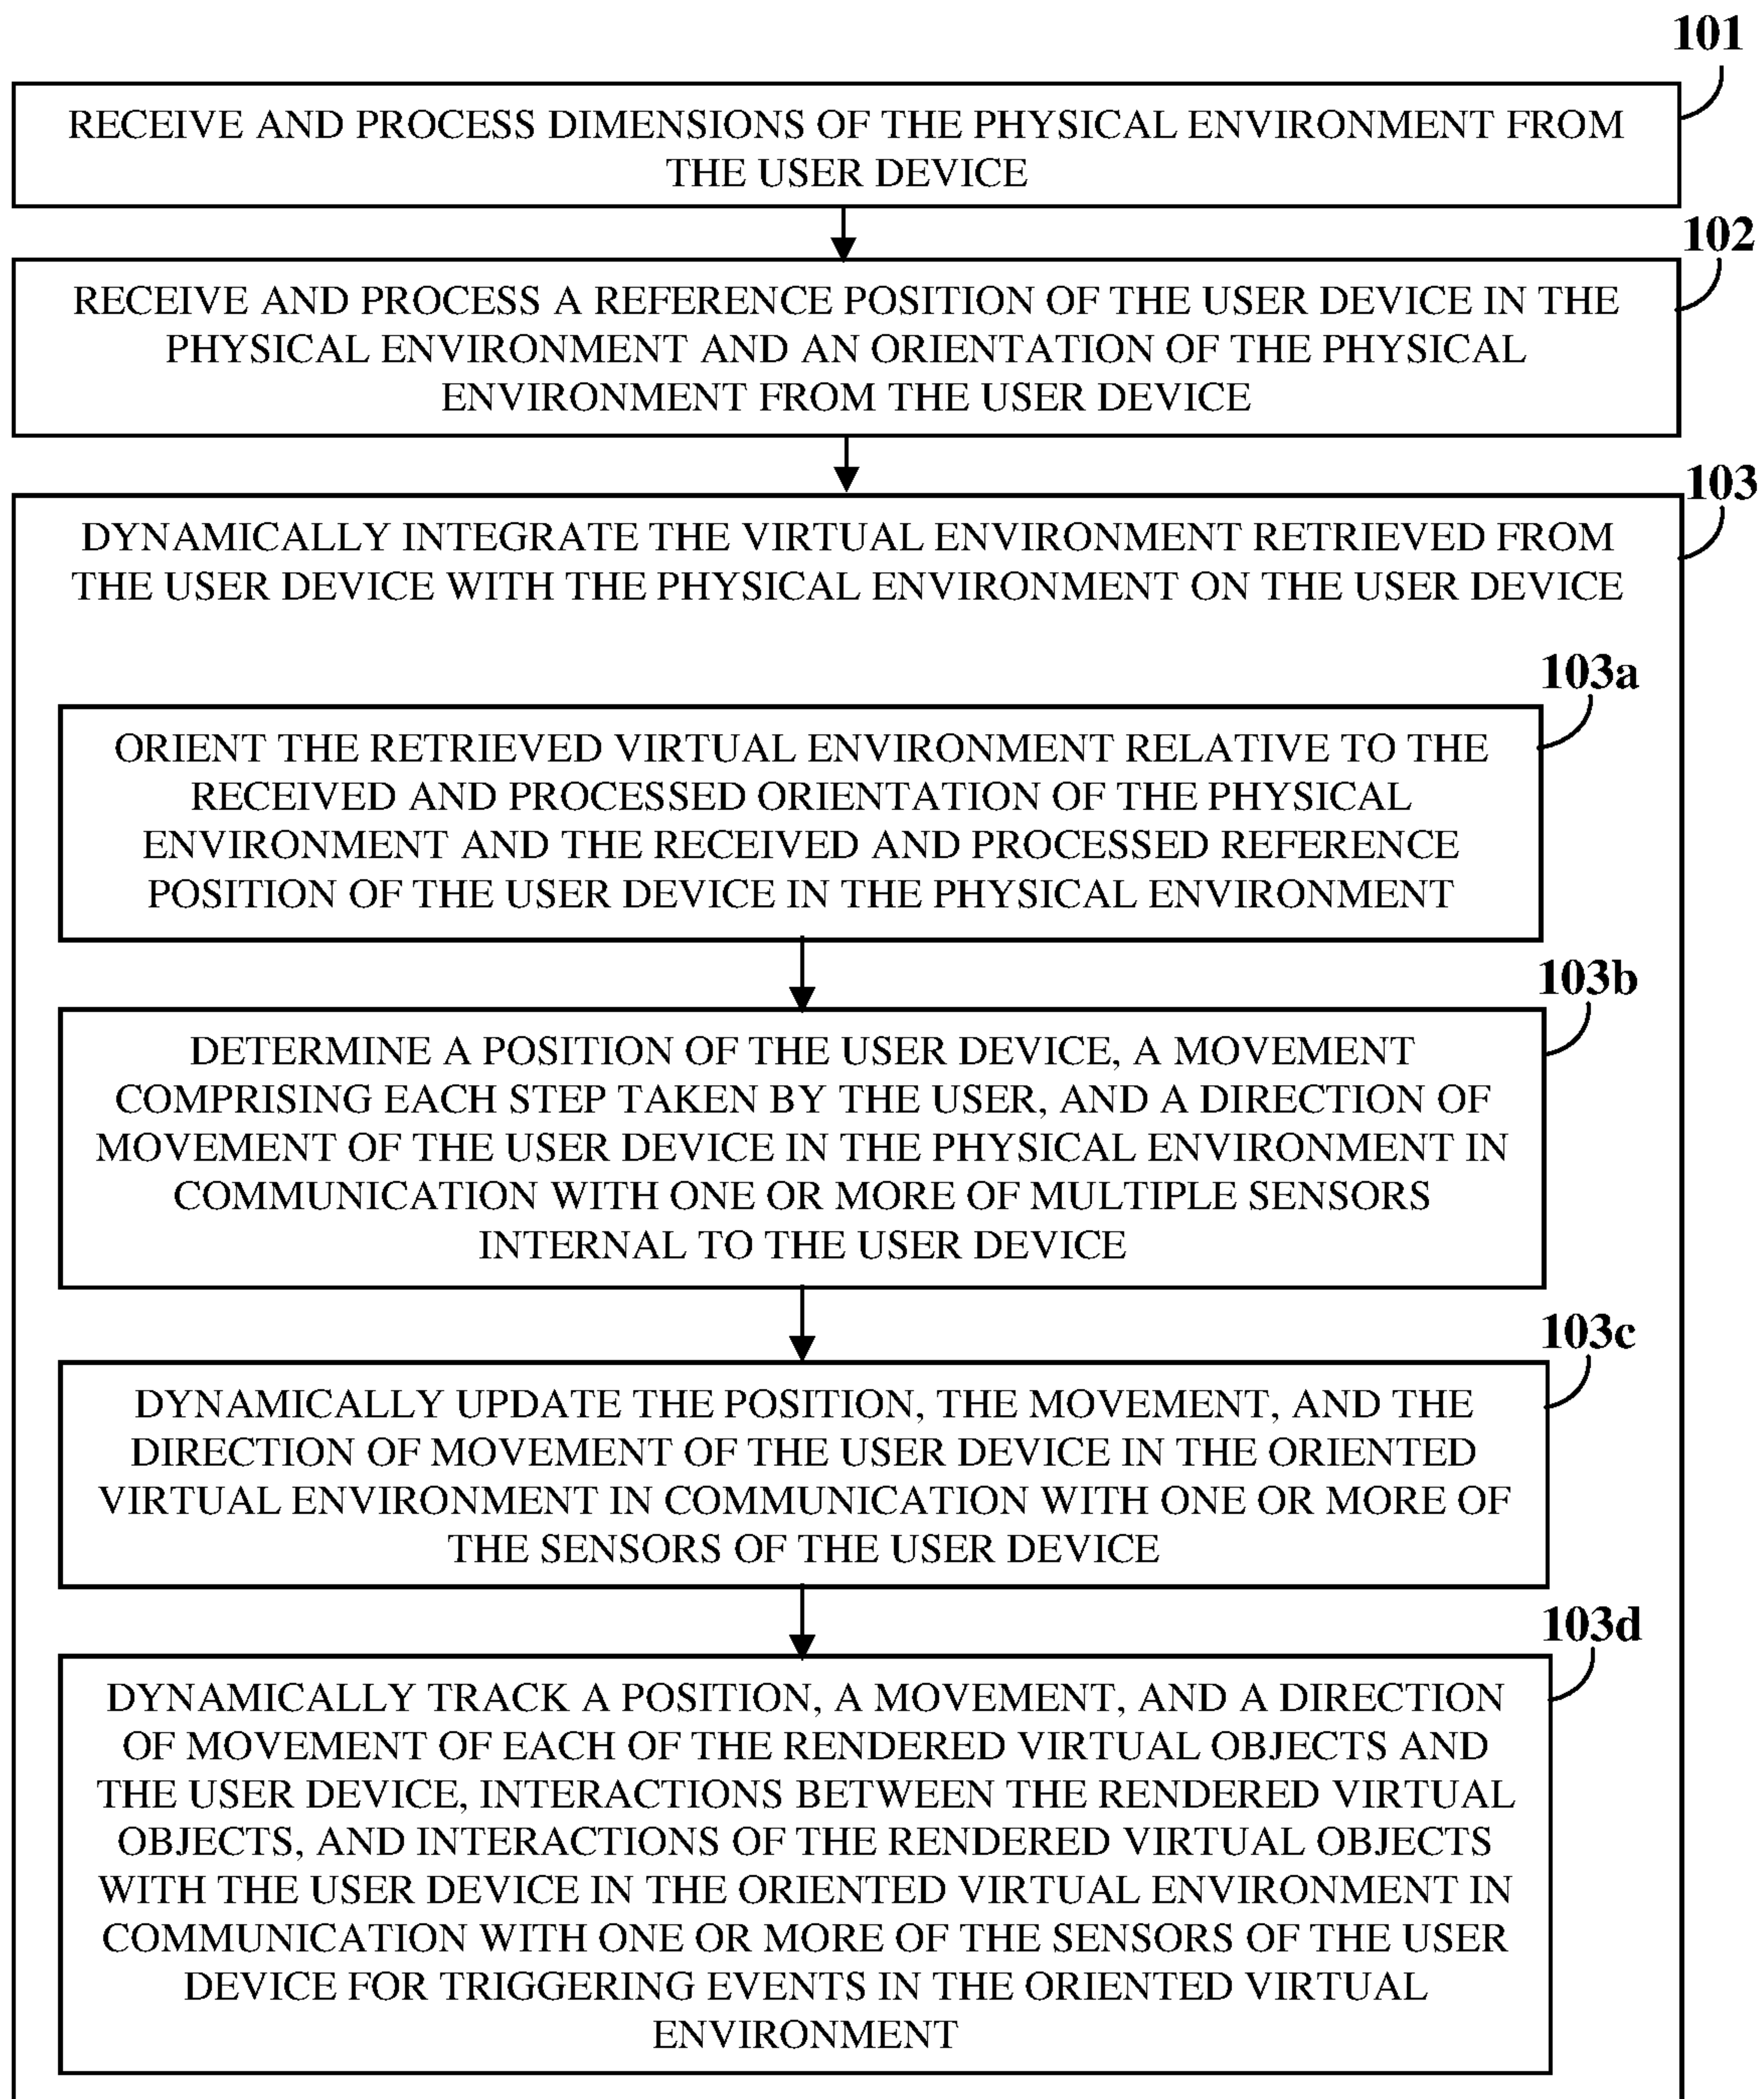 101
RECEIVE AND PROCESS DIMENSIONS OF THE PHYSICAL ENVIRONMENT FROM
THE USER DEVICE
102
RECEIVE AND PROCESS A REFERENCE POSITION OF THE USER DEVICE IN THE
PHYSICAL ENVIRONMENT AND AN ORIENTATION OF THE PHYSICAL
ENVIRONMENT FROM THE USER DEVICE
103
DYNAMICALLY INTEGRATE THE VIRTUAL ENVIRONMENT RETRIEVED FROM
THE USER DEVICE WITH THE PHYSICAL ENVIRONMENT ON THE USER DEVICE
103a
ORIENT THE RETRIEVED VIRTUAL ENVIRONMENT RELATIVE TO THE
RECEIVED AND PROCESSED ORIENTATION OF THE PHYSICAL
ENVIRONMENT AND THE RECEIVED AND PROCESSED REFERENCE
POSITION OF THE USER DEVICE IN THE PHYSICAL ENVIRONMENT
103b
DETERMINE A POSITION OF THE USER DEVICE, A MOVEMENT
COMPRISING EACH STEP TAKEN BY THE USER, AND A DIRECTION OF
MOVEMENT OF THE USER DEVICE IN THE PHYSICAL ENVIRONMENT IN
COMMUNICATION WITH ONE OR MORE OF MULTIPLE SENSORS
INTERNAL TO THE USER DEVICE
103c
DYNAMICALLY UPDATE THE POSITION, THE MOVEMENT, AND THE
DIRECTION OF MOVEMENT OF THE USER DEVICE IN THE ORIENTED
VIRTUAL ENVIRONMENT IN COMMUNICATION WITH ONE OR MORE OF
THE SENSORS OF THE USER DEVICE
103d
DYNAMICALLY TRACK A POSITION, A MOVEMENT, AND A DIRECTION
OF MOVEMENT OF EACH OF THE RENDERED VIRTUAL OBJECTS AND
THE USER DEVICE, INTERACTIONS BETWEEN THE RENDERED VIRTUAL
OBJECTS, AND INTERACTIONS OF THE RENDERED VIRTUAL OBJECTS
WITH THE USER DEVICE IN THE ORIENTED VIRTUAL ENVIRONMENT IN
COMMUNICATION WITH ONE OR MORE OF THE SENSORS OF THE USER
DEVICE FOR TRIGGERING EVENTS IN THE ORIENTED VIRTUAL
ENVIRONMENT